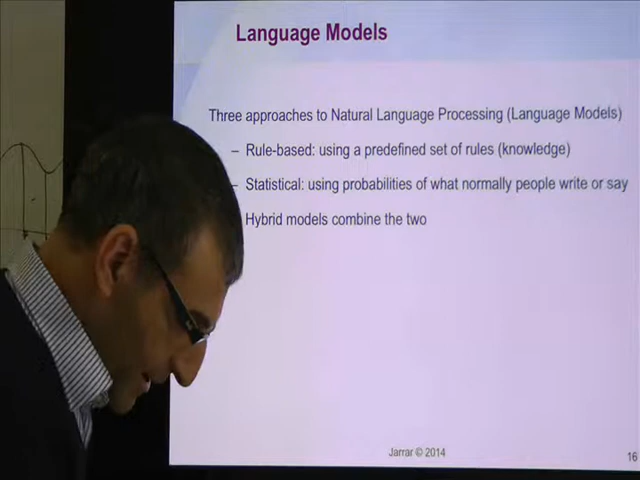 Language Models
Three approaches to Natural Language Processing (Language Models)
– Rule-based: using a predefined set of rules (knowledge)
– Statistical: using probabilities of what normally people write or say
Hybrid models combine the two
Jarrar © 2014
16